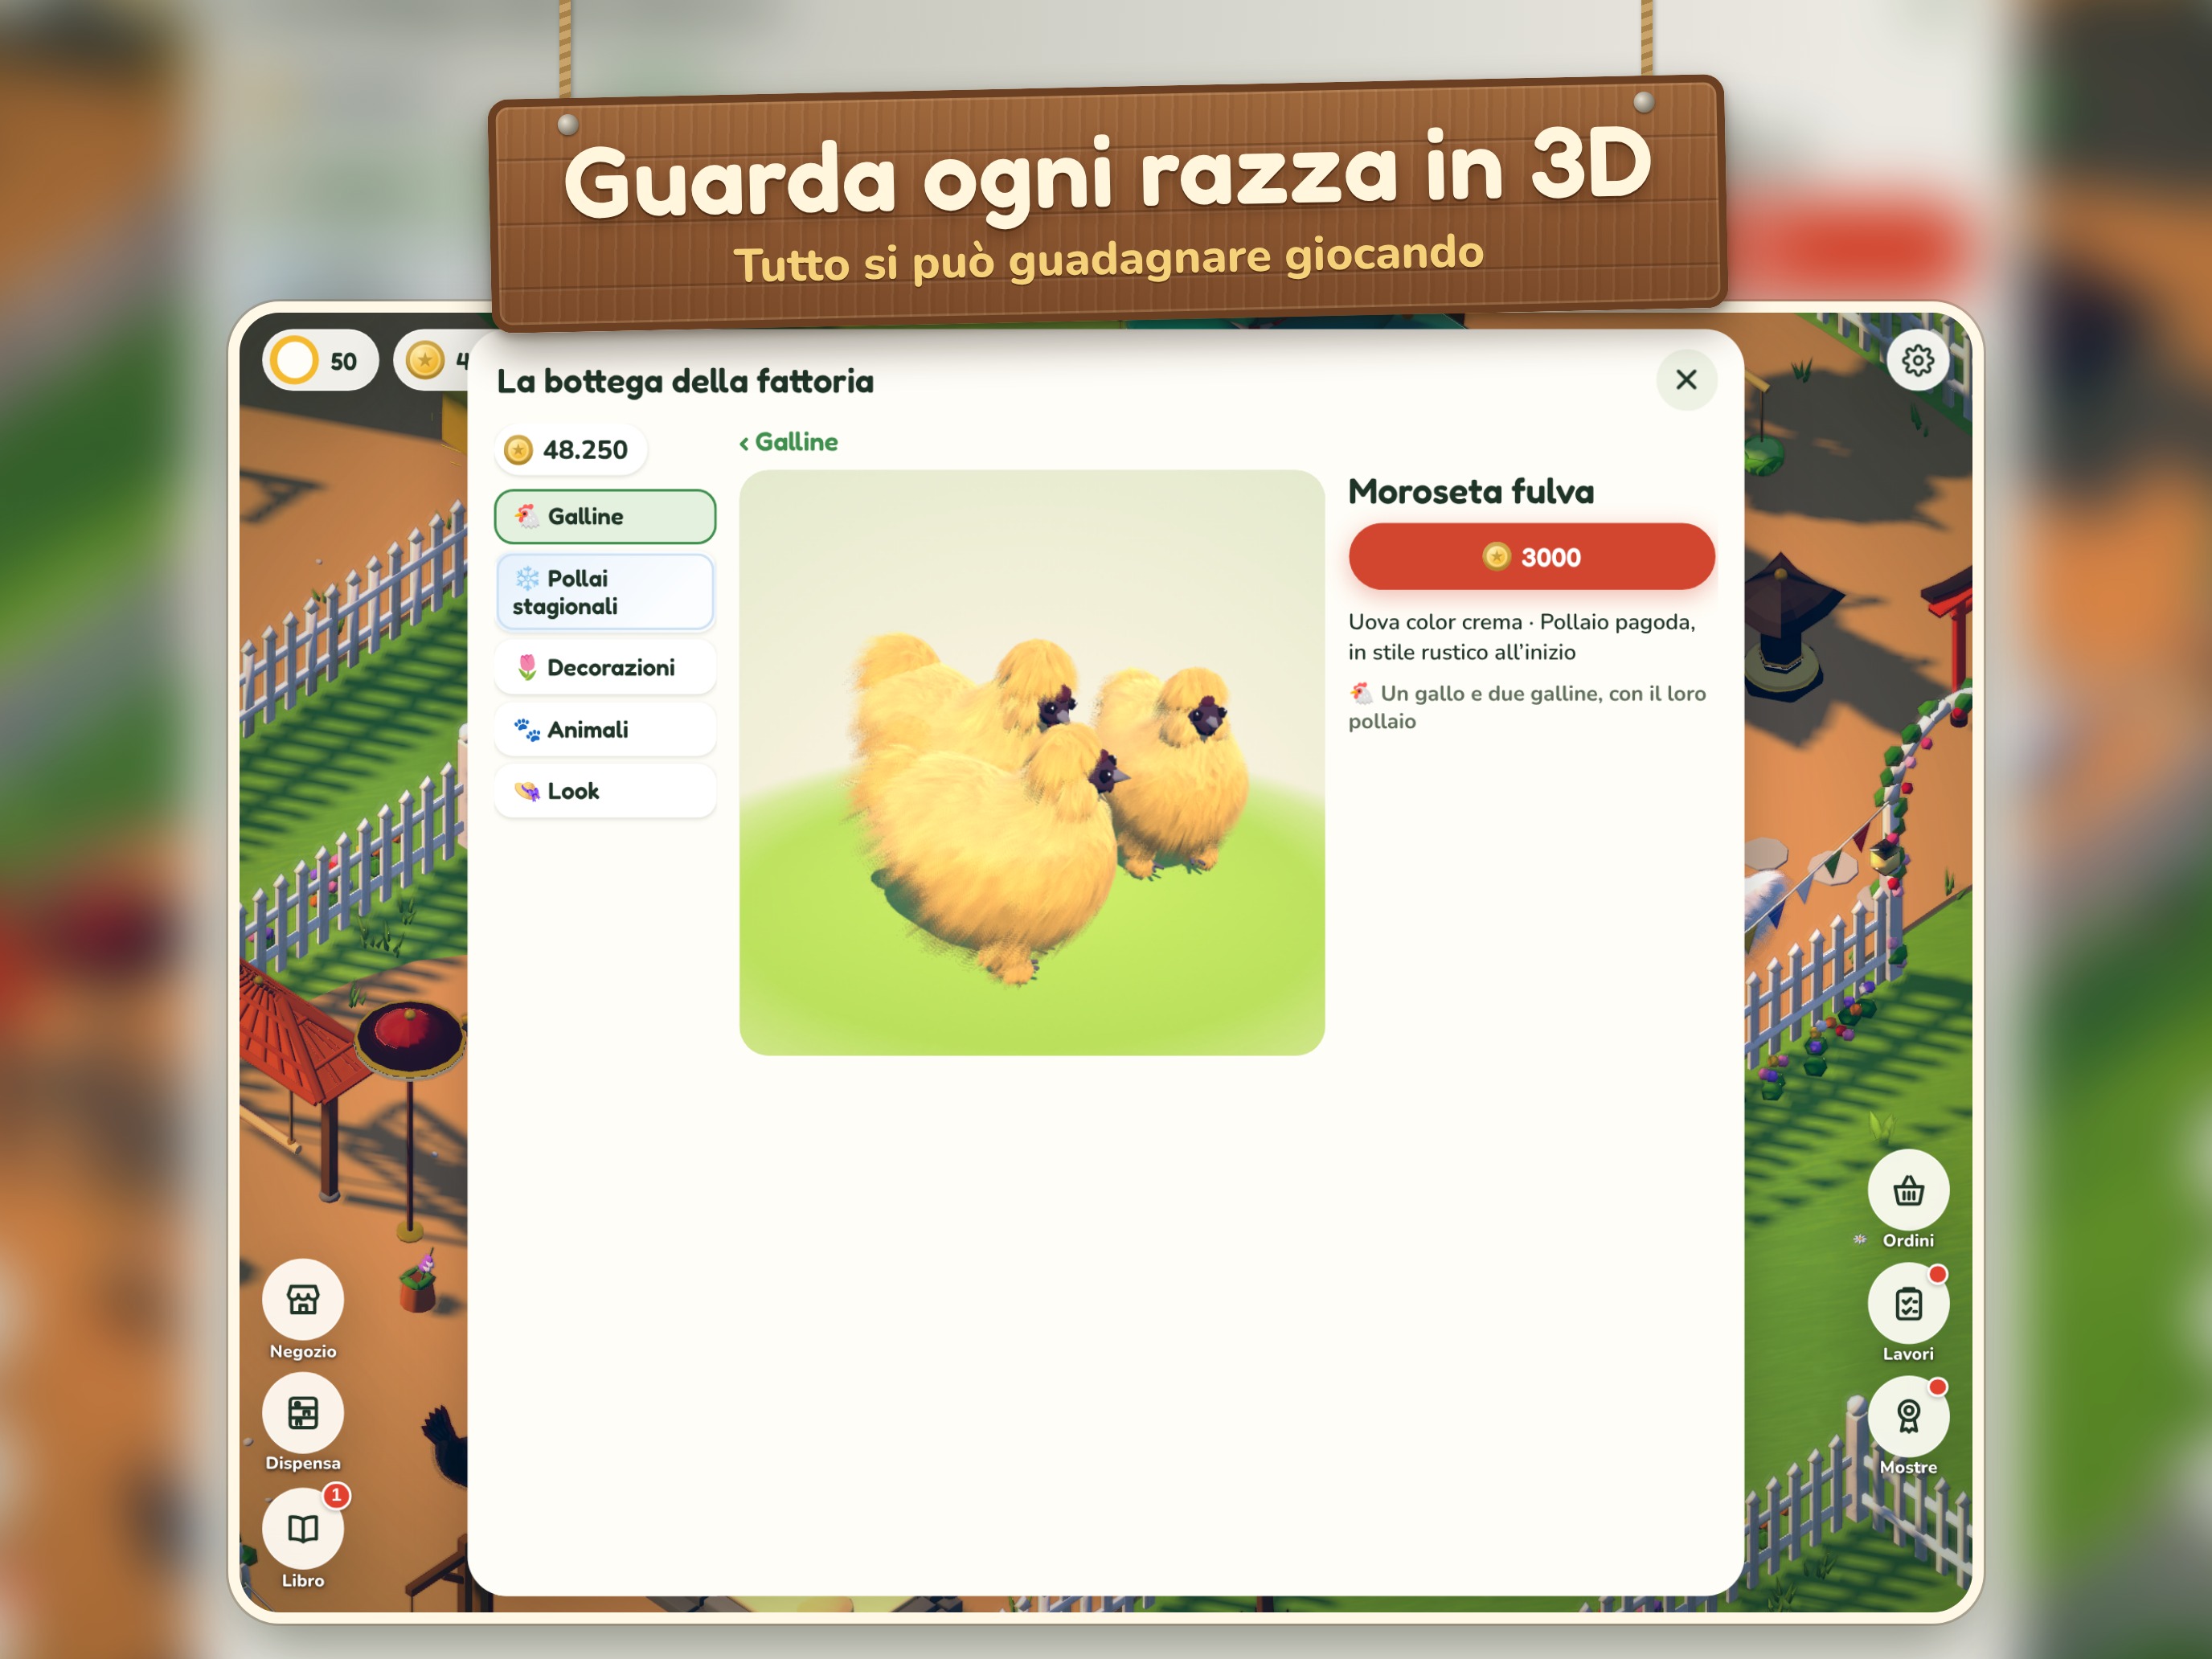 Guarda ogni razza in 3D
Tutto si può guadagnare giocando
50
4
La bottega della fattoria
48.250
‹ Galline
Galline
Pollai
stagionali
Decorazioni
Animali
Look
Moroseta fulva
3000
Uova color crema · Pollaio pagoda,
in stile rustico all’inizio
Un gallo e due galline, con il loro
pollaio
Negozio
Dispensa
1
Libro
Ordini
Lavori
Mostre